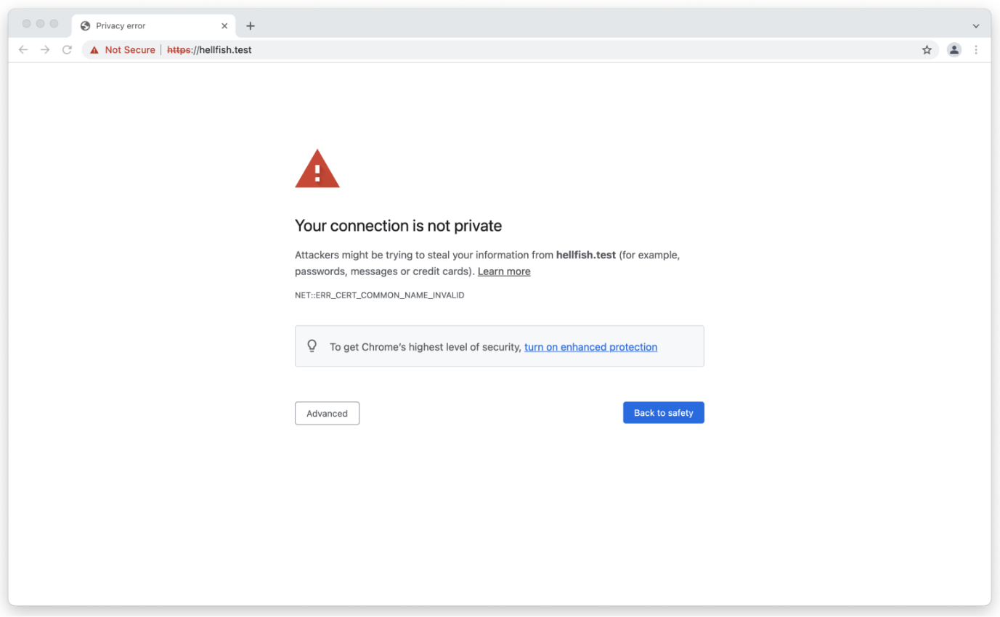 Privacy error
Not Secure https://hellfish.test
Your connection is not private
Attackers might be trying to steal your information from hellfish.test (for example,
passwords, messages or credit cards). Learn more
NET::ERR_CERT_COMMON_NAME_INVALID
To get Chrome's highest level of security, turn on enhanced protection
Advanced Back to safety